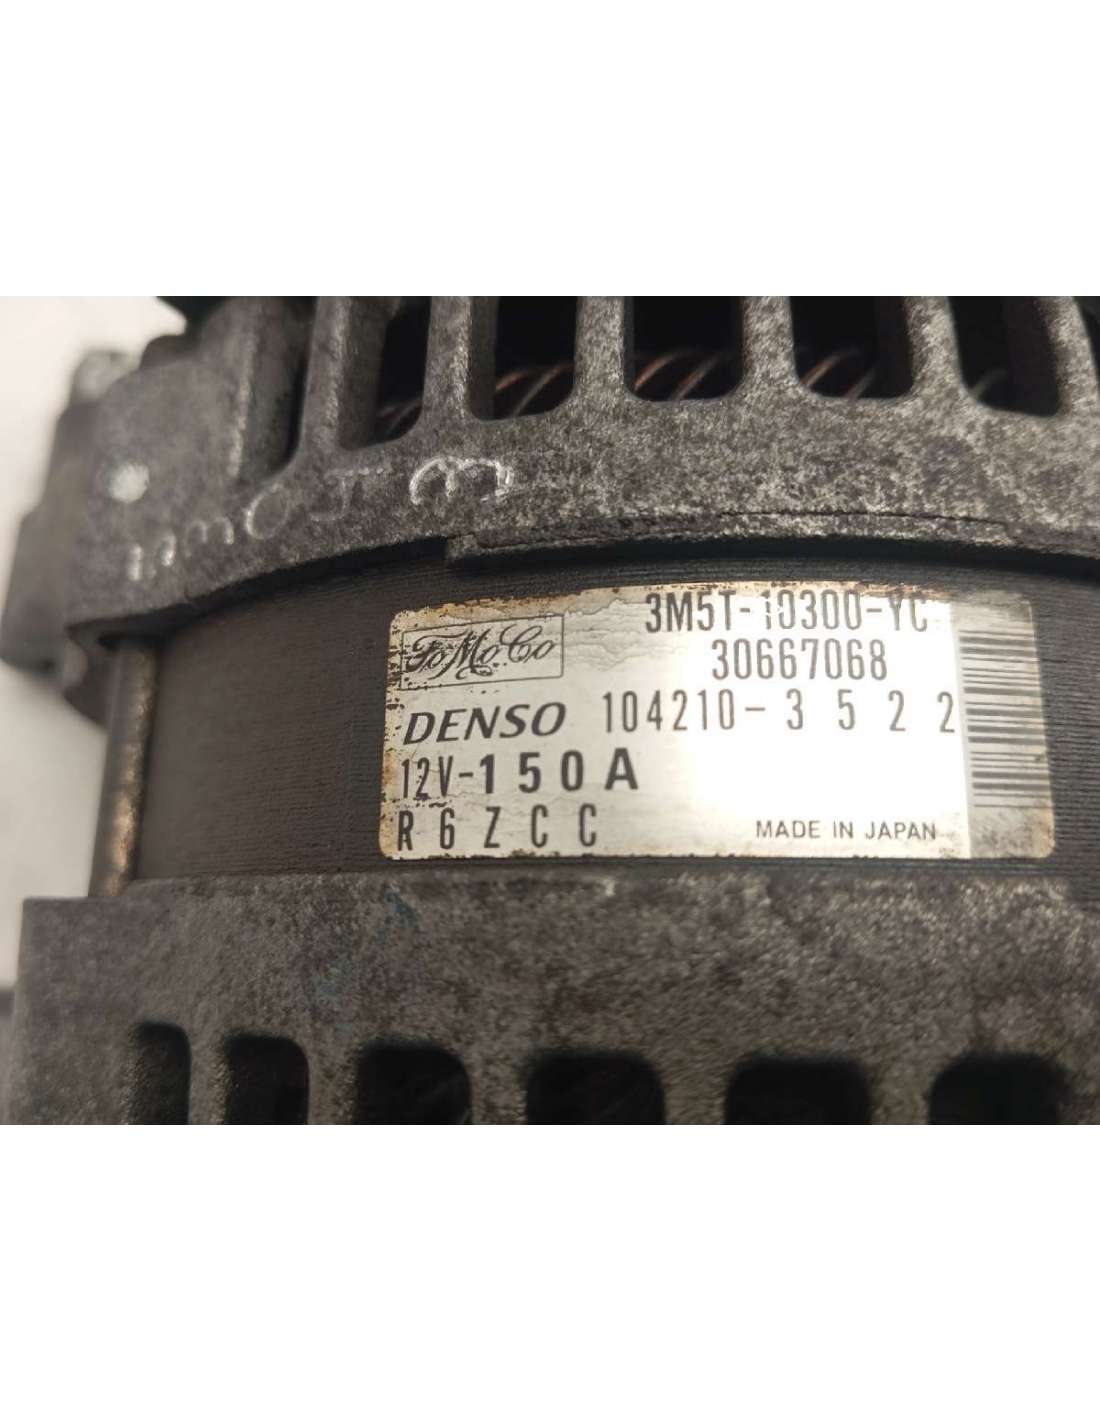 3M5T-10300-YC
FoMoCo
30667068
DENSO 104210-3522
12V-150A
R6ZCC
MADE IN JAPAN